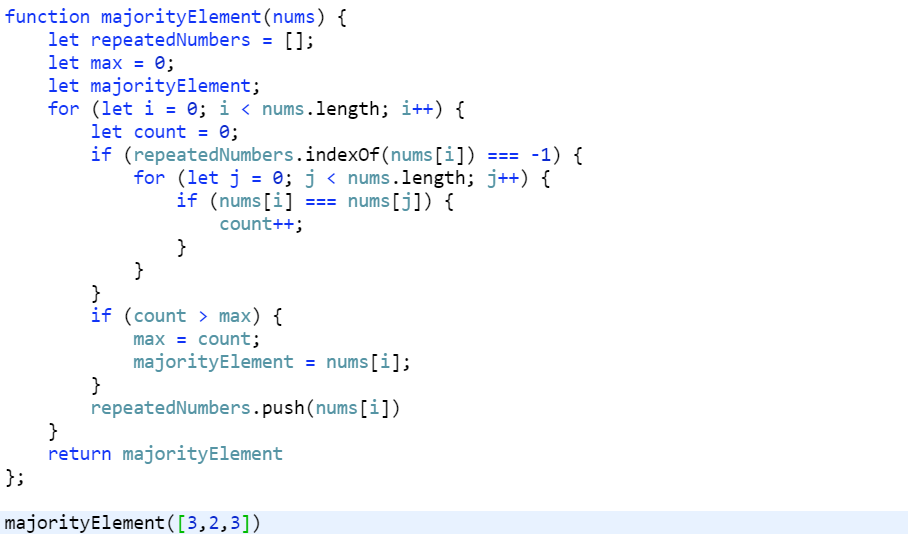 function majorityElement(nums) {
    let repeatedNumbers = [];
    let max = 0;
    let majorityElement;
    for (let i = 0; i < nums.length; i++) {
        let count = 0;
        if (repeatedNumbers.indexOf(nums[i]) === -1) {
            for (let j = 0; j < nums.length; j++) {
                if (nums[i] === nums[j]) {
                    count++;
                }
            }
        }
        if (count > max) {
            max = count;
            majorityElement = nums[i];
        }
        repeatedNumbers.push(nums[i])
    }
    return majorityElement
};

majorityElement([3,2,3])